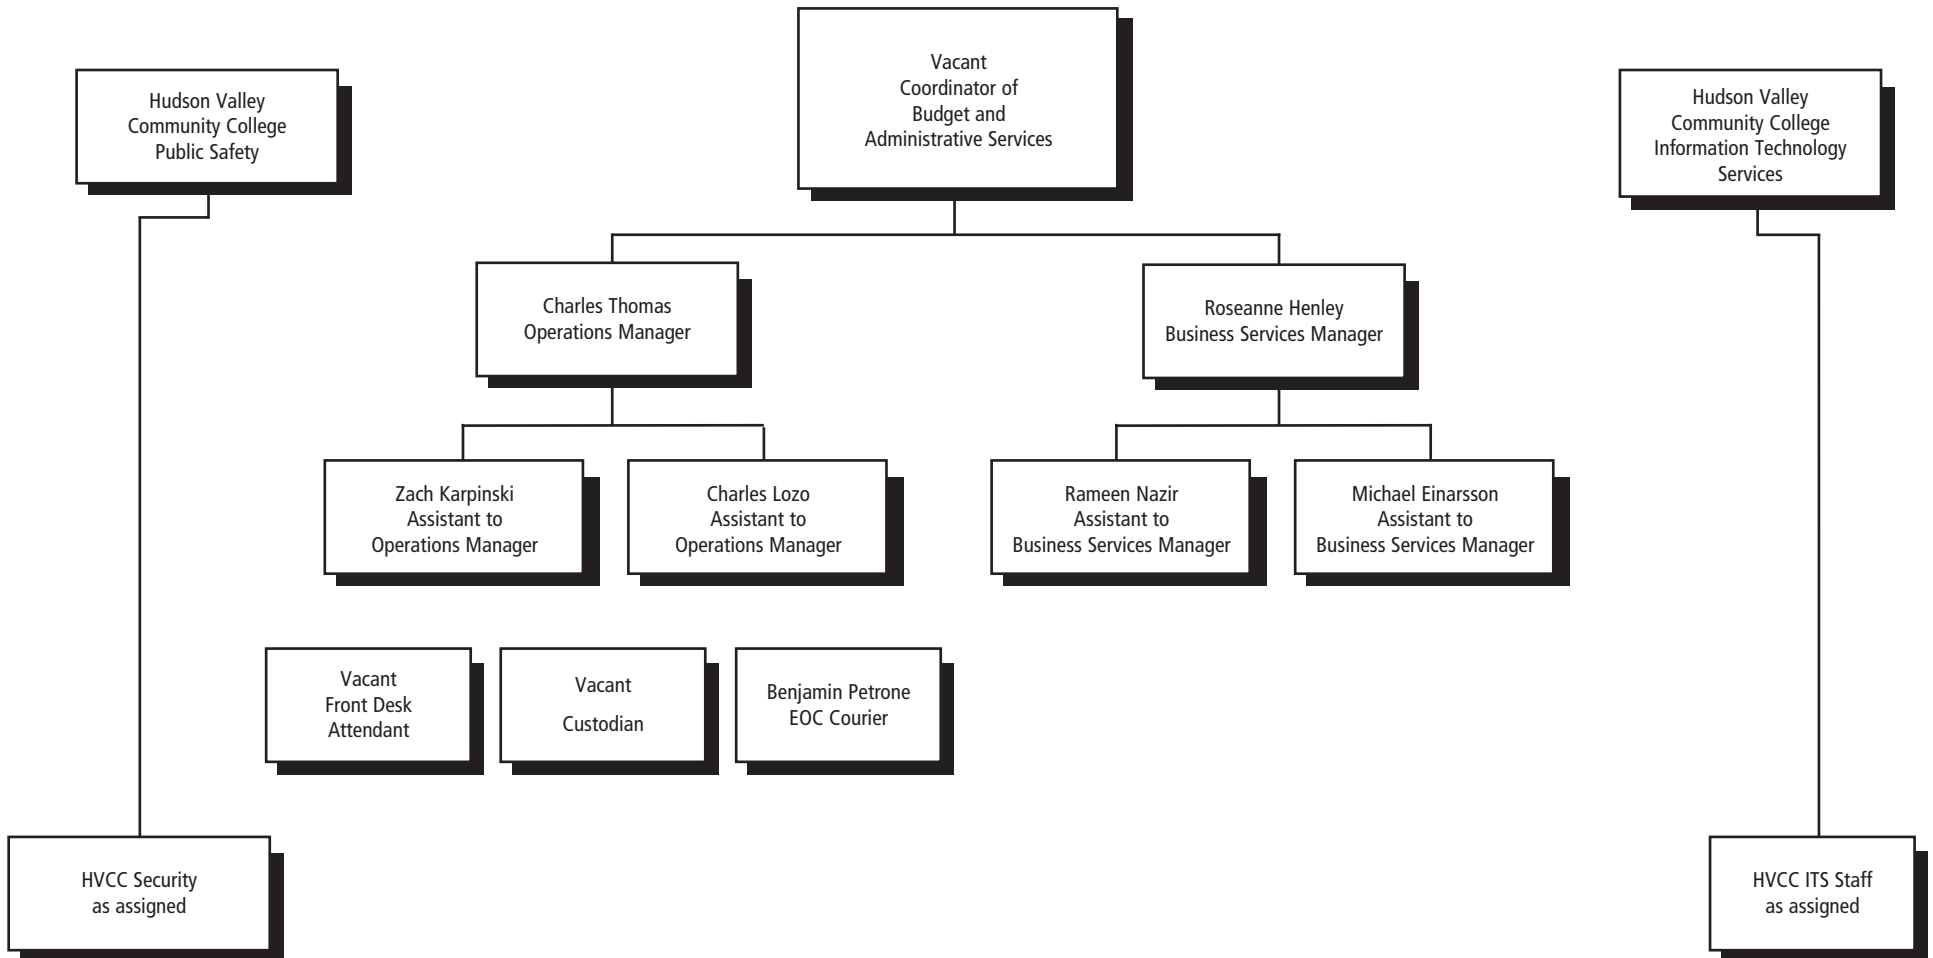 Vacant
Coordinator of
Budget and
Administrative Services
Hudson Valley
Community College
Public Safety
Hudson Valley
Community College
Information Technology
Services
Charles Thomas
Operations Manager
Roseanne Henley
Business Services Manager
Zach Karpinski
Assistant to
Operations Manager
Charles Lozo
Assistant to
Operations Manager
Rameen Nazir
Assistant to
Business Services Manager
Michael Einarsson
Assistant to
Business Services Manager
Vacant
Front Desk
Attendant
Vacant
Custodian
Benjamin Petrone
EOC Courier
HVCC Security
as assigned
HVCC ITS Staff
as assigned